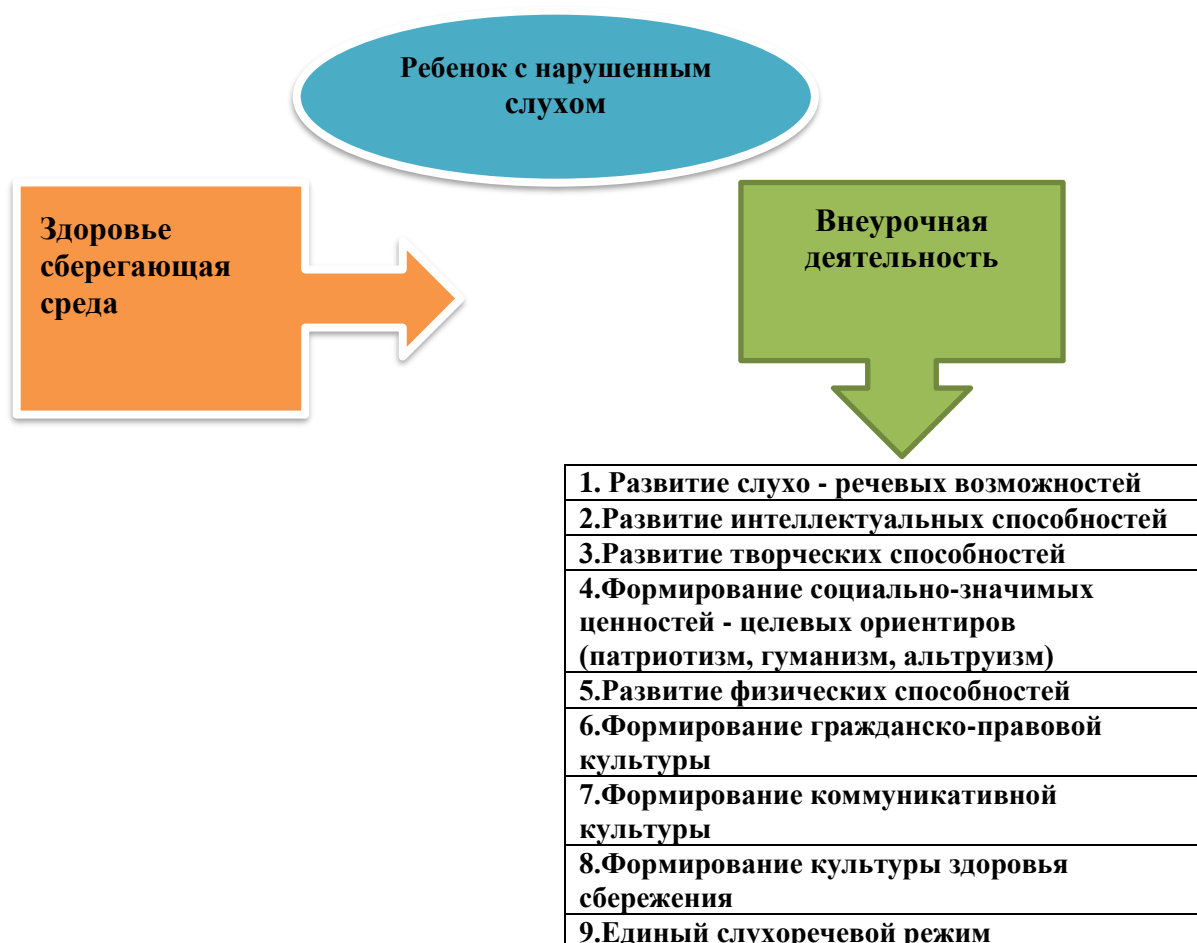 Ребенок с нарушенным
слухом
Здоровье
сберегающая
среда
Внеурочная
деятельность
1. Развитие слухо - речевых возможностей
2.Развитие интеллектуальных способностей
3.Развитие творческих способностей
4.Формирование социально-значимых
ценностей - целевых ориентиров
(патриотизм, гуманизм, альтруизм)
5.Развитие физических способностей
6.Формирование гражданско-правовой
культуры
7.Формирование коммуникативной
культуры
8.Формирование культуры здоровья
сбережения
9.Единый слухоречевой режим